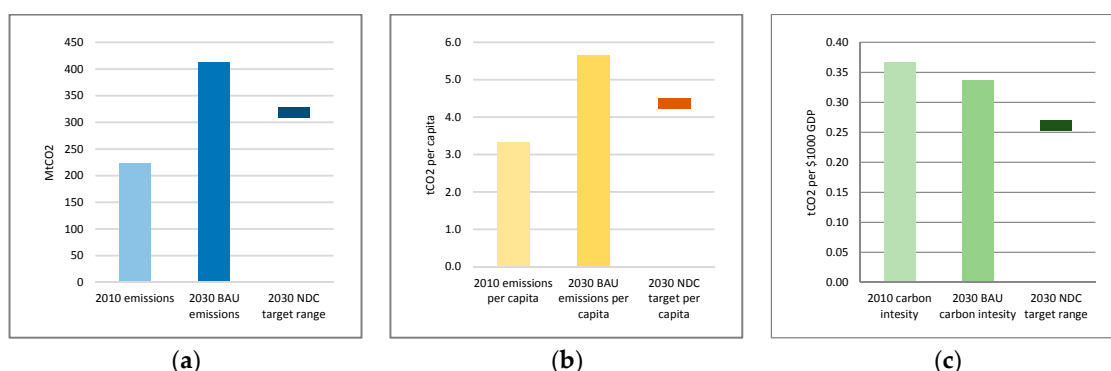 MtCO2
450
400
350
300
250
200
150
100
50
0
2010 emissions
2030 BAU
emissions
2030 NDC
target range
(a)
tCO2 per capita
6.0
5.0
4.0
3.0
2.0
1.0
0.0
2010 emissions
per capita
2030 BAU
emissions per
capita
2030 NDC
target per
capita
(b)
tCO2 per $1000 GDP
0.40
0.35
0.30
0.25
0.20
0.15
0.10
0.05
0.00
2010 carbon
intesity
2030 BAU
carbon intesity
2030 NDC
target range
(c)